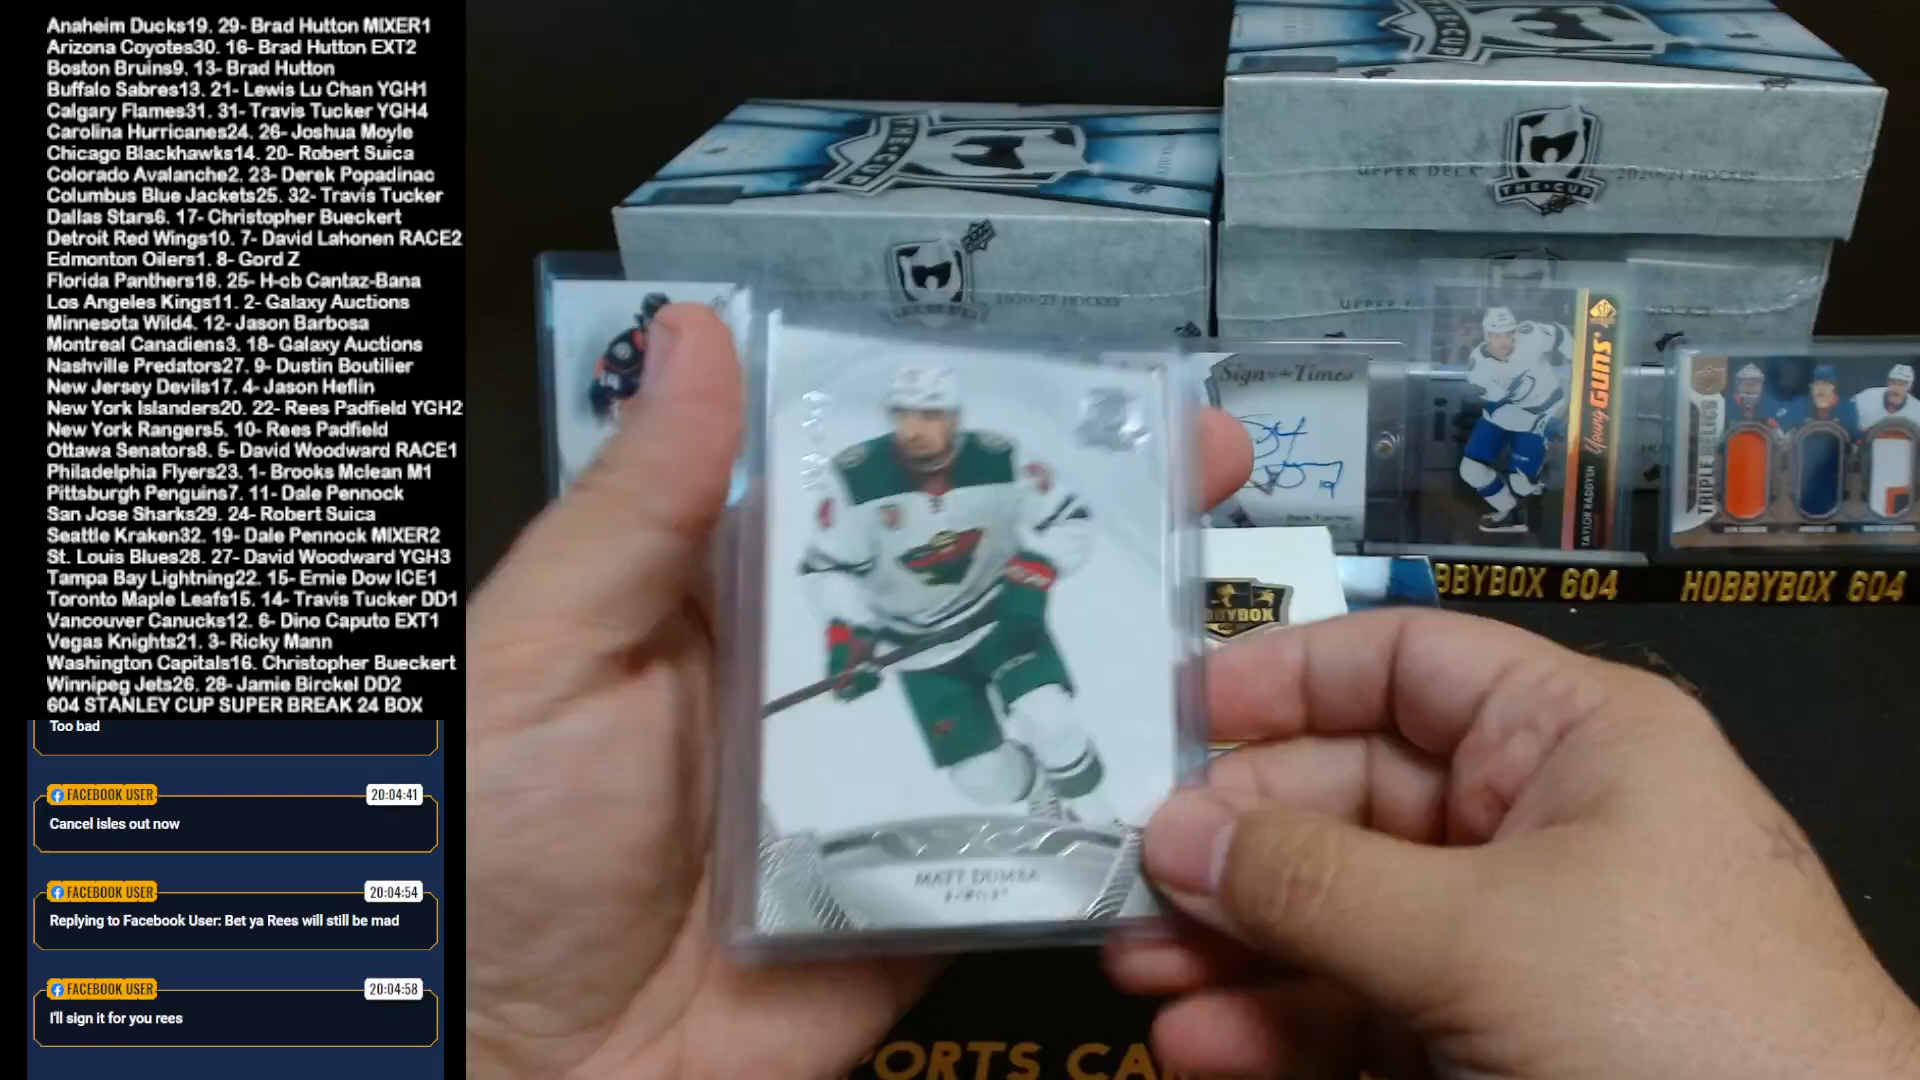 Anaheim Ducks19. 29- Brad Hutton MIXER1
Arizona Coyotes30. 16- Brad Hutton EXT2
Boston Bruins9. 13- Brad Hutton
Buffalo Sabres13. 21- Lewis Lu Chan YGH1
Calgary Flames31. 31- Travis Tucker YGH4
Carolina Hurricanes24. 26- Joshua Moyle
Chicago Blackhawks14. 20- Robert Suica
Colorado Avalanche2. 23- Derek Popadinac
Columbus Blue Jackets25. 32- Travis Tucker
Dallas Stars6. 17- Christopher Bueckert
Detroit Red Wings10. 7- David Lahonen RACE2
Edmonton Oilers1. 8- Gord Z
Florida Panthers18. 25- H-cb Cantaz-Bana
Los Angeles Kings11. 2- Galaxy Auctions
Minnesota Wild4. 12- Jason Barbosa
Montreal Canadiens3. 18- Galaxy Auctions
Nashville Predators27. 9- Dustin Boutilier
New Jersey Devils17. 4- Jason Heflin
New York Islanders20. 22- Rees Padfield YGH2
New York Rangers5. 10- Rees Padfield
Ottawa Senators8. 5- David Woodward RACE1
Philadelphia Flyers23. 1- Brooks Mclean M1
Pittsburgh Penguins7. 11- Dale Pennock
San Jose Sharks29. 24- Robert Suica
Seattle Kraken32. 19- Dale Pennock MIXER2
St. Louis Blues28. 27- David Woodward YGH3
Tampa Bay Lightning22. 15- Ernie Dow ICE1
Toronto Maple Leafs15. 14- Travis Tucker DD1
Vancouver Canucks12. 6- Dino Caputo EXT1
Vegas Knights21. 3- Ricky Mann
Washington Capitals16. Christopher Bueckert
Winnipeg Jets26. 28- Jamie Birckel DD2
604 STANLEY CUP SUPER BREAK 24 BOX
Too bad
FACEBOOK USER 20:04:41
Cancel isles out now
FACEBOOK USER 20:04:54
Replying to Facebook User: Bet ya Rees will still be mad
FACEBOOK USER 20:04:58
I'll sign it for you rees
THE CUP
THE CUP
UPPER DECK THE CUP 2020-21 HOCKEY
2020-21 HOCKEY
Sign of the Times
Young GUNS
TAYLOR RADDYSH
TRIPLE
MATT DUMBA
HOBBYBOX 604
PORTS CA